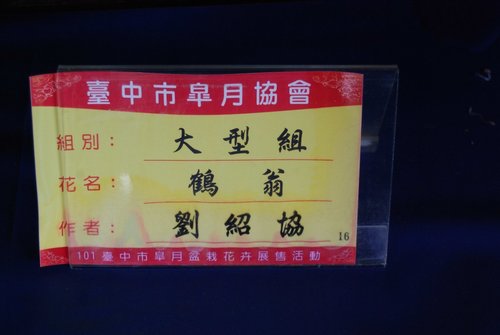 臺中市皐月協會
組別： 大型組
花名： 鶴翁
作者： 劉紹協
16
101臺中市皐月盆栽花卉展售活動